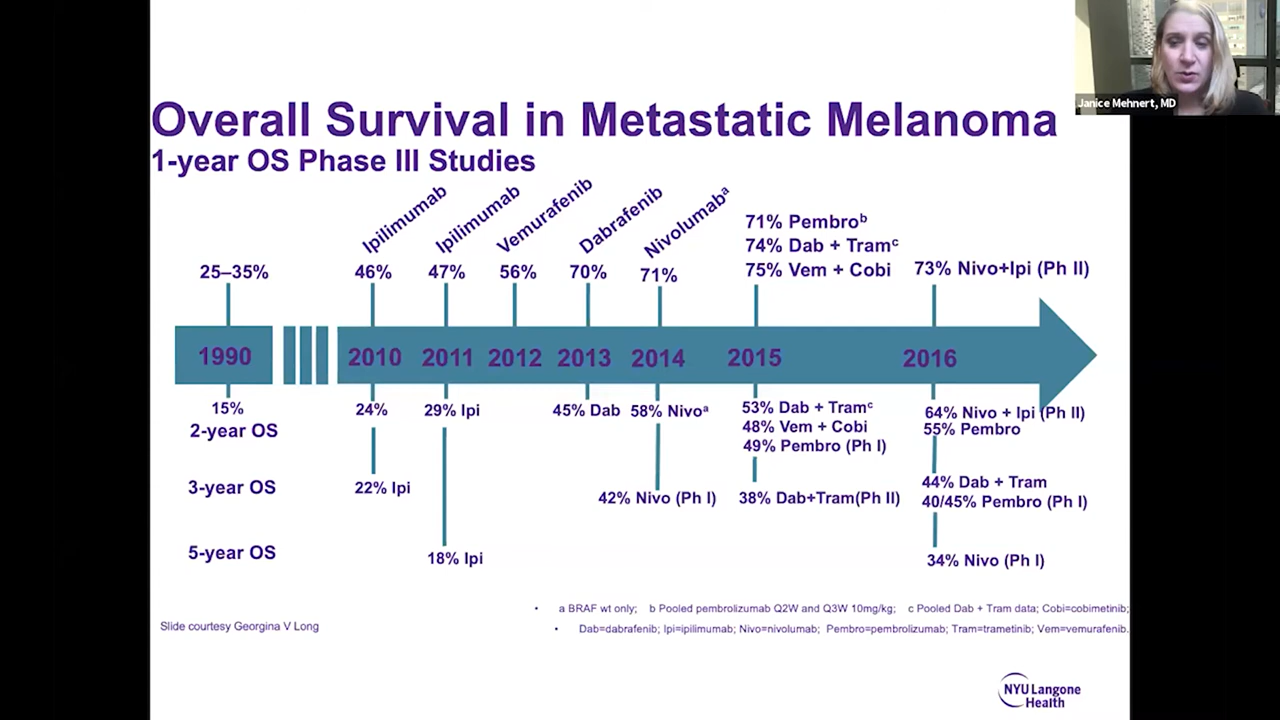 Janice Mehnert, MD
Overall Survival in Metastatic Melanoma
1-year OS Phase III Studies
Ipilimumab
Ipilimumab
Vemurafenib
Dabrafenib
Nivolumabᵃ
71% Pembroᵇ
74% Dab + Tramᶜ
75% Vem + Cobi
25–35%
46%
47%
56%
70%
71%
73% Nivo+Ipi (Ph II)
1990
2010
2011
2012
2013
2014
2015
2016
15%
2-year OS
24%
29% Ipi
45% Dab
58% Nivoᵃ
53% Dab + Tramᶜ
48% Vem + Cobi
49% Pembro (Ph I)
64% Nivo + Ipi (Ph II)
55% Pembro
3-year OS
22% Ipi
42% Nivo (Ph I)
38% Dab+Tram(Ph II)
44% Dab + Tram
40/45% Pembro (Ph I)
5-year OS
18% Ipi
34% Nivo (Ph I)
• a BRAF wt only; b Pooled pembrolizumab Q2W and Q3W 10mg/kg; c Pooled Dab + Tram data; Cobi=cobimetinib;
• Dab=dabrafenib; Ipi=ipilimumab; Nivo=nivolumab; Pembro=pembrolizumab; Tram=trametinib; Vem=vemurafenib.
Slide courtesy Georgina V Long
NYU Langone
Health